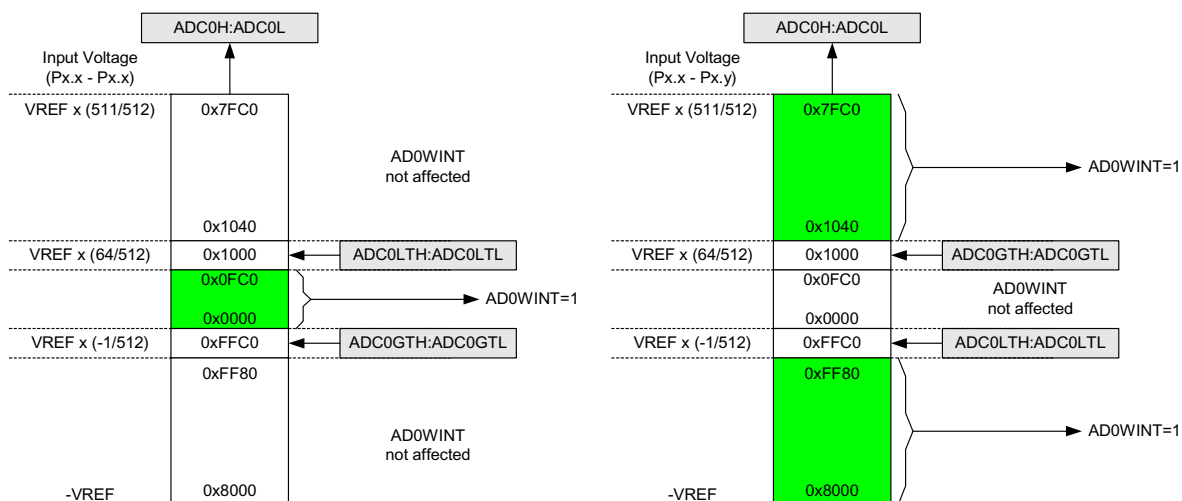 ADC0H:ADC0L
Input Voltage
(Px.x - Px.x)
VREF x (511/512)
0x7FC0
AD0WINT
not affected
0x1040
VREF x (64/512)
0x1000
ADC0LTH:ADC0LTL
0x0FC0
AD0WINT=1
0x0000
VREF x (-1/512)
0xFFC0
ADC0GTH:ADC0GTL
0xFF80
AD0WINT
not affected
-VREF
0x8000
ADC0H:ADC0L
Input Voltage
(Px.x - Px.y)
VREF x (511/512)
0x7FC0
AD0WINT=1
0x1040
VREF x (64/512)
0x1000
ADC0GTH:ADC0GTL
0x0FC0
AD0WINT
not affected
0x0000
VREF x (-1/512)
0xFFC0
ADC0LTH:ADC0LTL
0xFF80
AD0WINT=1
-VREF
0x8000